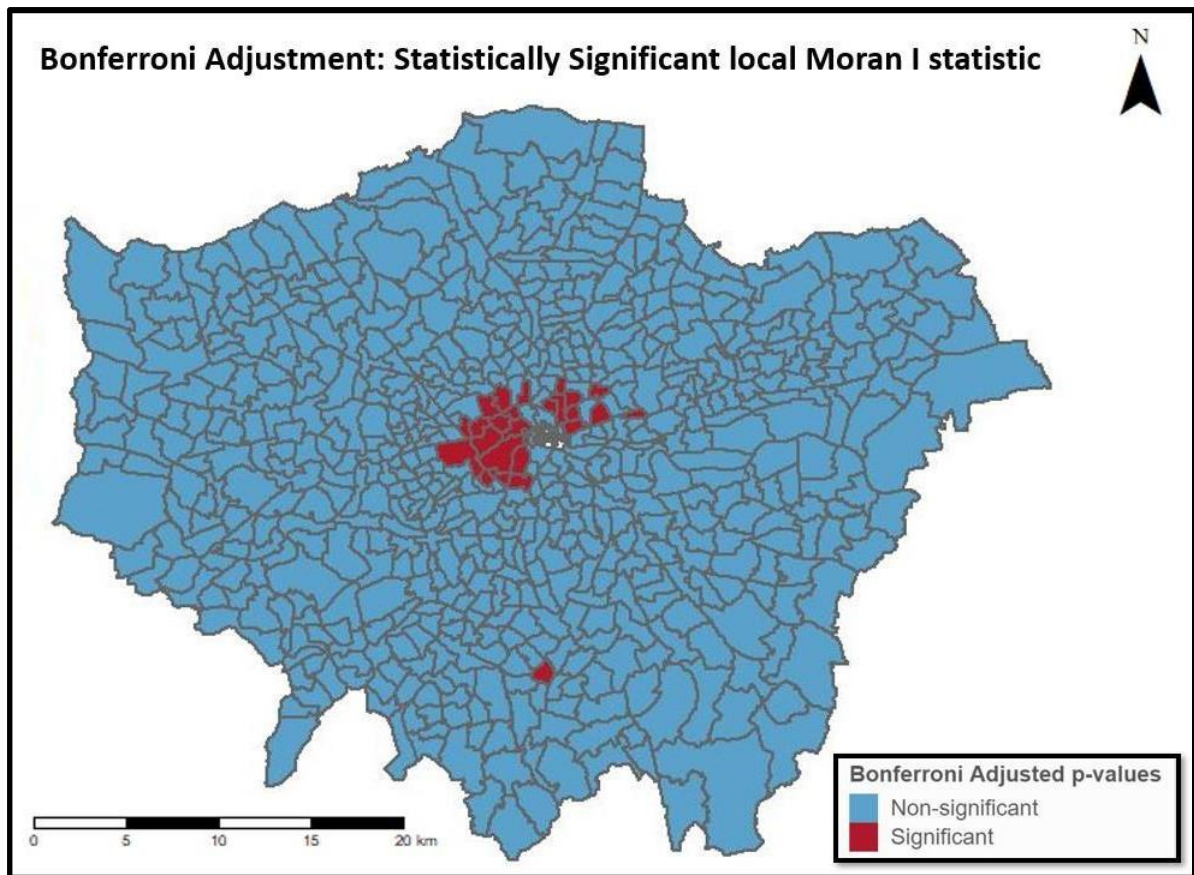 Bonferroni Adjustment: Statistically Significant local Moran I statistic
N
Bonferroni Adjusted p-values
Non-significant
Significant
0 5 10 15 20 km